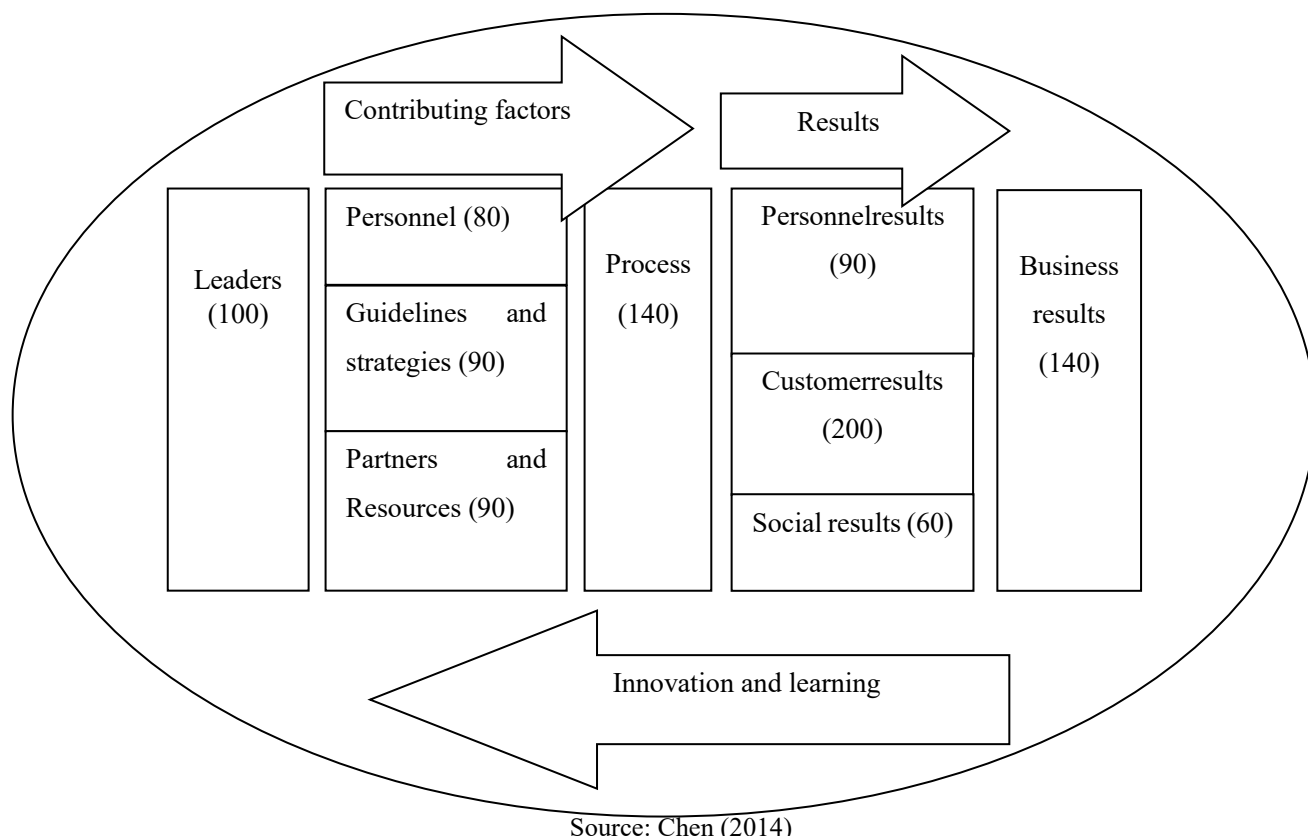 Contributing factors
Results
Leaders
(100)
Personnel (80)
Guidelines and
strategies (90)
Partners and
Resources (90)
Process
(140)
Personnelresults
(90)
Customerresults
(200)
Social results (60)
Business
results
(140)
Innovation and learning
Source: Chen (2014)